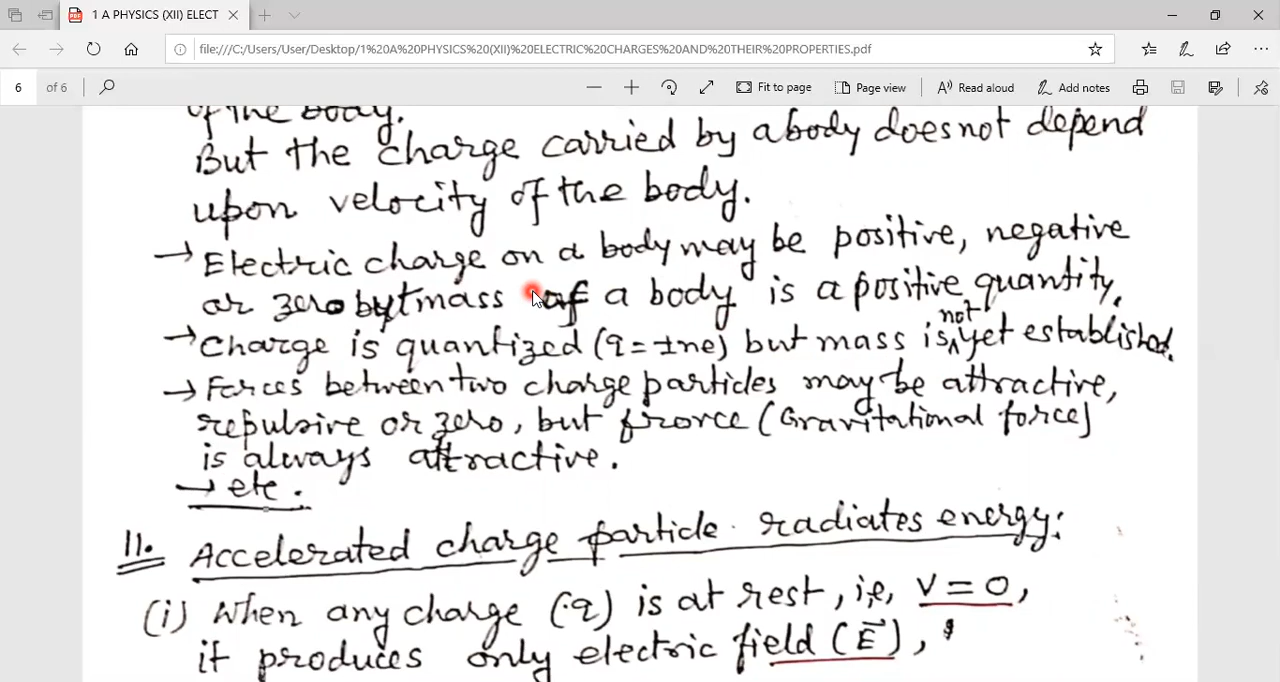 1 A PHYSICS (XII) ELECT
file:///C:/Users/User/Desktop/1%20A%20PHYSICS%20(XII)%20ELECTRIC%20CHARGES%20AND%20THEIR%20PROPERTIES.pdf
6 of 6 Fit to page Page view Read aloud Add notes
of the body.
But the charge carried by a body does not depend
upon velocity of the body.
→ Electric charge on a body may be positive, negative
or zero but mass of a body is a positive quantity.
→ Charge is quantized (q = ±ne) but mass is not yet established.
→ Forces between two charge particles may be attractive,
repulsive or zero, but frorce (Gravitational force)
is always attractive.
→ etc.
11. Accelerated charge particle radiates energy:
(i) When any charge (q) is at rest, i,e, V = 0,
it produces only electric field (E⃗),